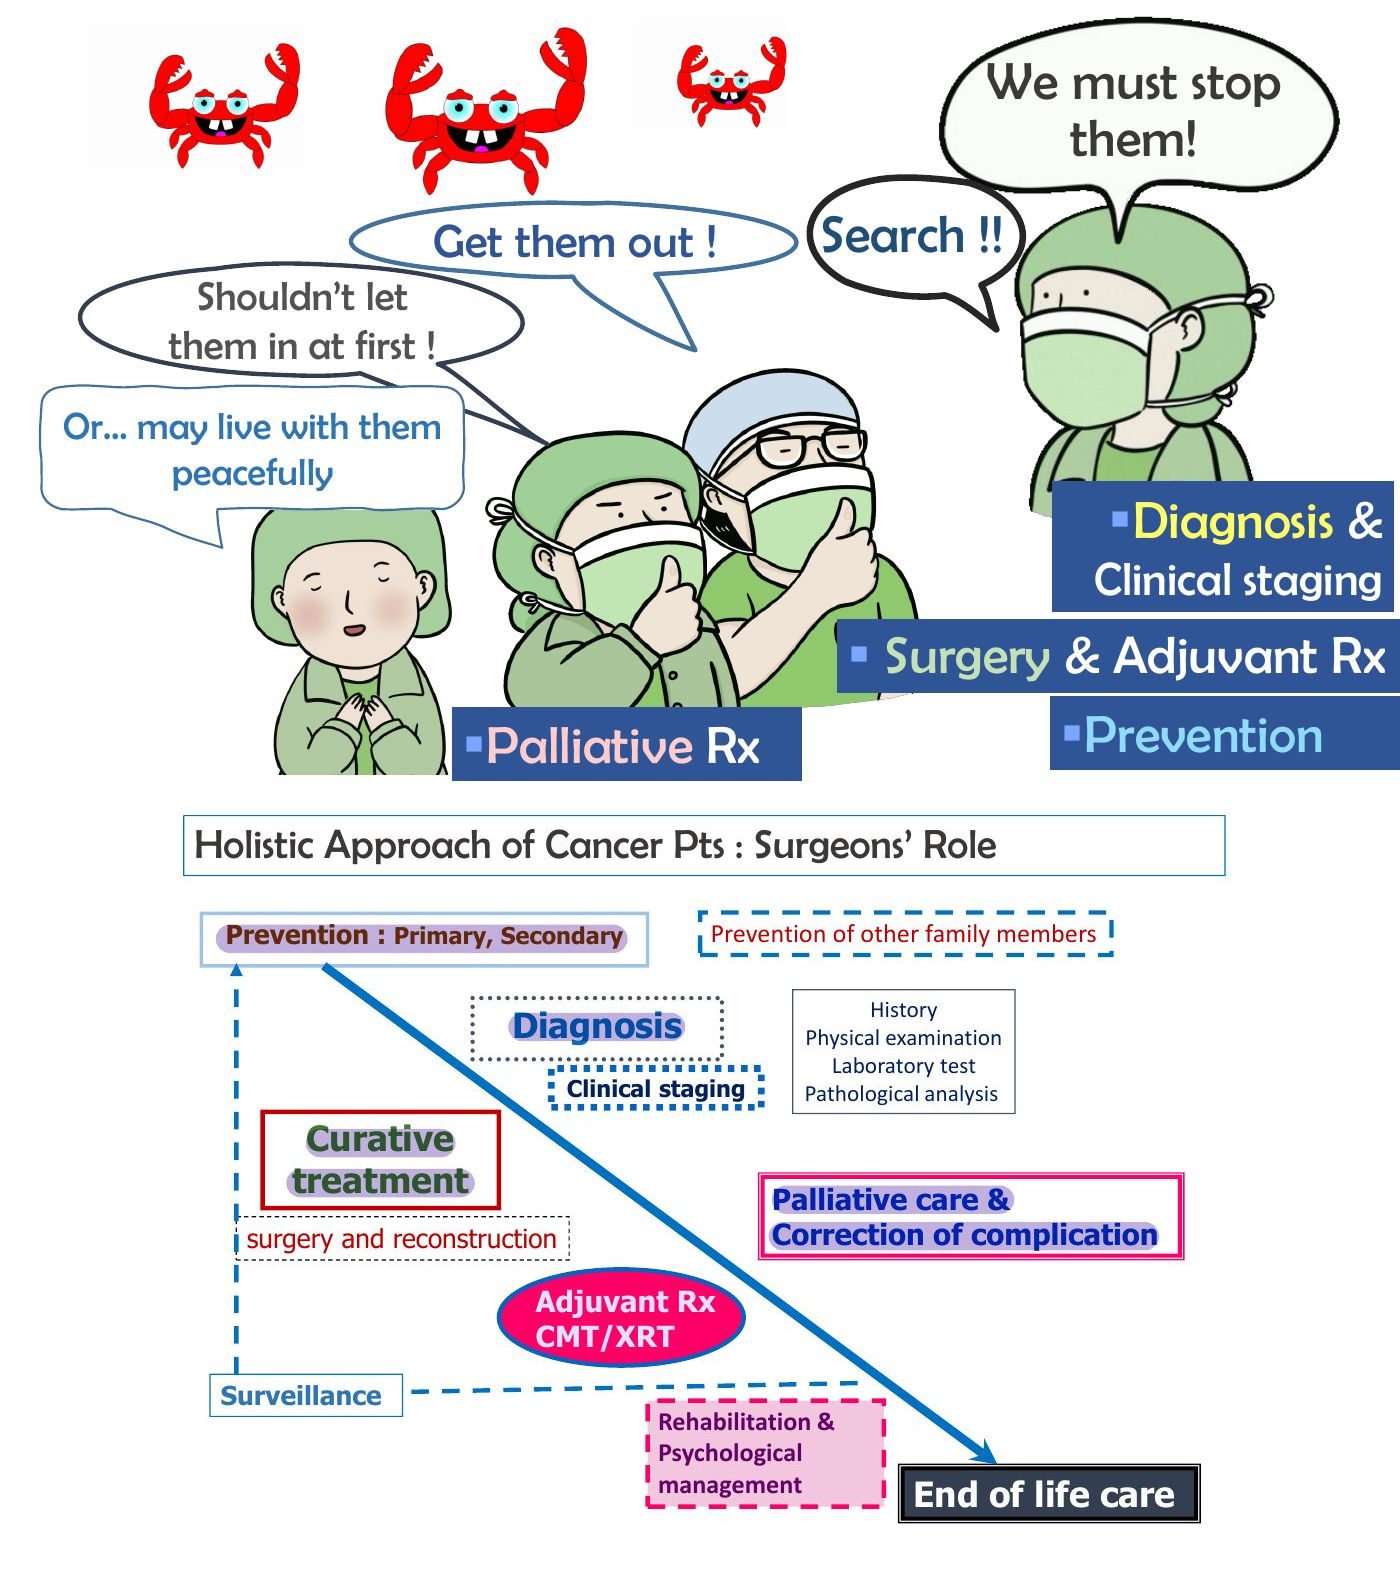 We must stop
them!
Search !!
Get them out !
Shouldn't let
them in at first !
Or... may live with them
peacefully
▪Diagnosis &
Clinical staging
▪ Surgery & Adjuvant Rx
▪Palliative Rx
▪Prevention
Holistic Approach of Cancer Pts : Surgeons' Role
Prevention : Primary, Secondary
Prevention of other family members
Diagnosis
History
Physical examination
Laboratory test
Pathological analysis
Clinical staging
Curative
treatment
surgery and reconstruction
Palliative care &
Correction of complication
Adjuvant Rx
CMT/XRT
Surveillance
Rehabilitation &
Psychological
management
End of life care